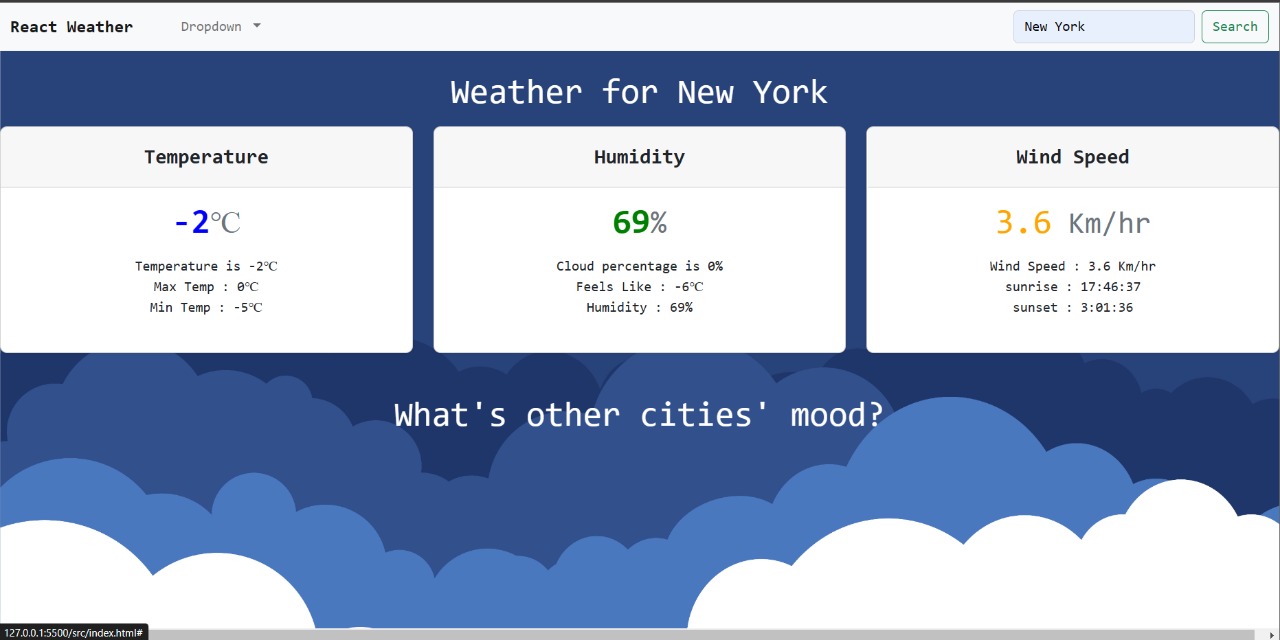 React Weather
Dropdown
New York
Search
Weather for New York
Temperature
-2℃
Temperature is -2℃
Max Temp : 0℃
Min Temp : -5℃
Humidity
69%
Cloud percentage is 0%
Feels Like : -6℃
Humidity : 69%
Wind Speed
3.6 Km/hr
Wind Speed : 3.6 Km/hr
sunrise : 17:46:37
sunset : 3:01:36
What's other cities' mood?
127.0.0.1:5500/src/index.html#